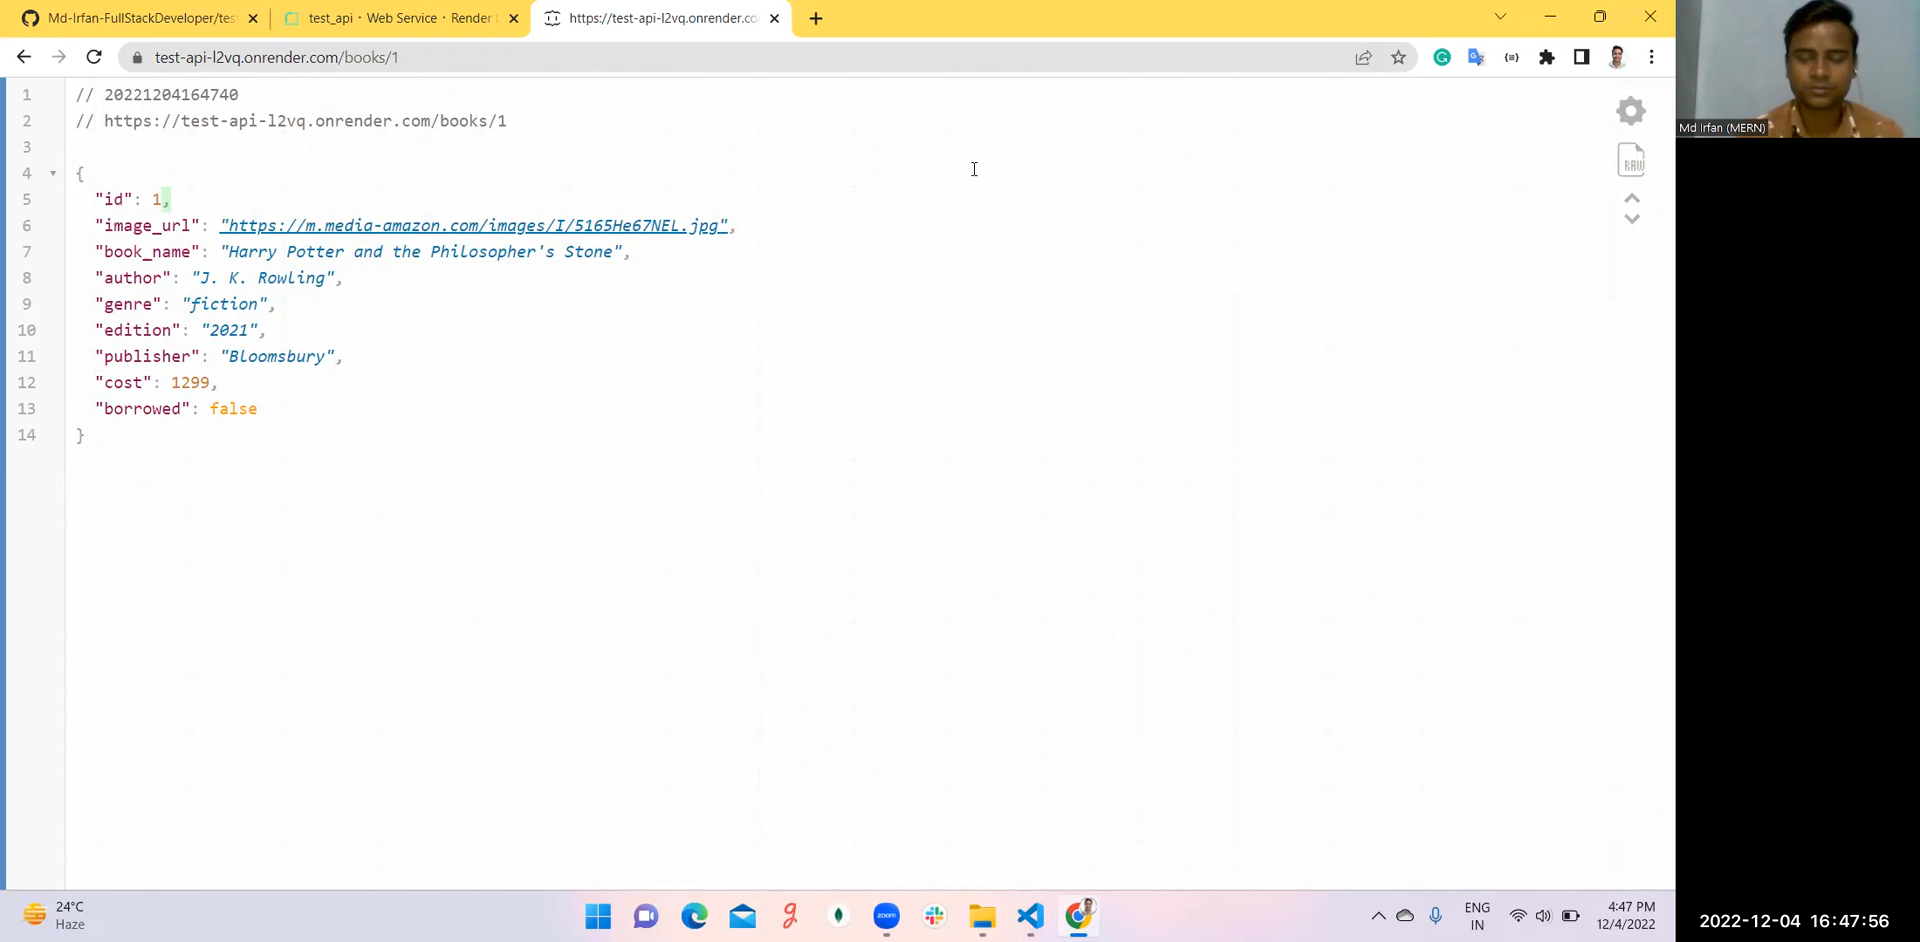 Md-Irfan-FullStackDeveloper/tes
test_api · Web Service · Render
https://test-api-l2vq.onrender.co
test-api-l2vq.onrender.com/books/1
1 // 20221204164740
2 // https://test-api-l2vq.onrender.com/books/1
3
4 {
5 "id": 1,
6 "image_url": "https://m.media-amazon.com/images/I/5165He67NEL.jpg",
7 "book_name": "Harry Potter and the Philosopher's Stone",
8 "author": "J. K. Rowling",
9 "genre": "fiction",
10 "edition": "2021",
11 "publisher": "Bloomsbury",
12 "cost": 1299,
13 "borrowed": false
14 }
RAW
Md Irfan (MERN)
24°C
Haze
zoom
ENG
IN
4:47 PM
12/4/2022
2022-12-04 16:47:56